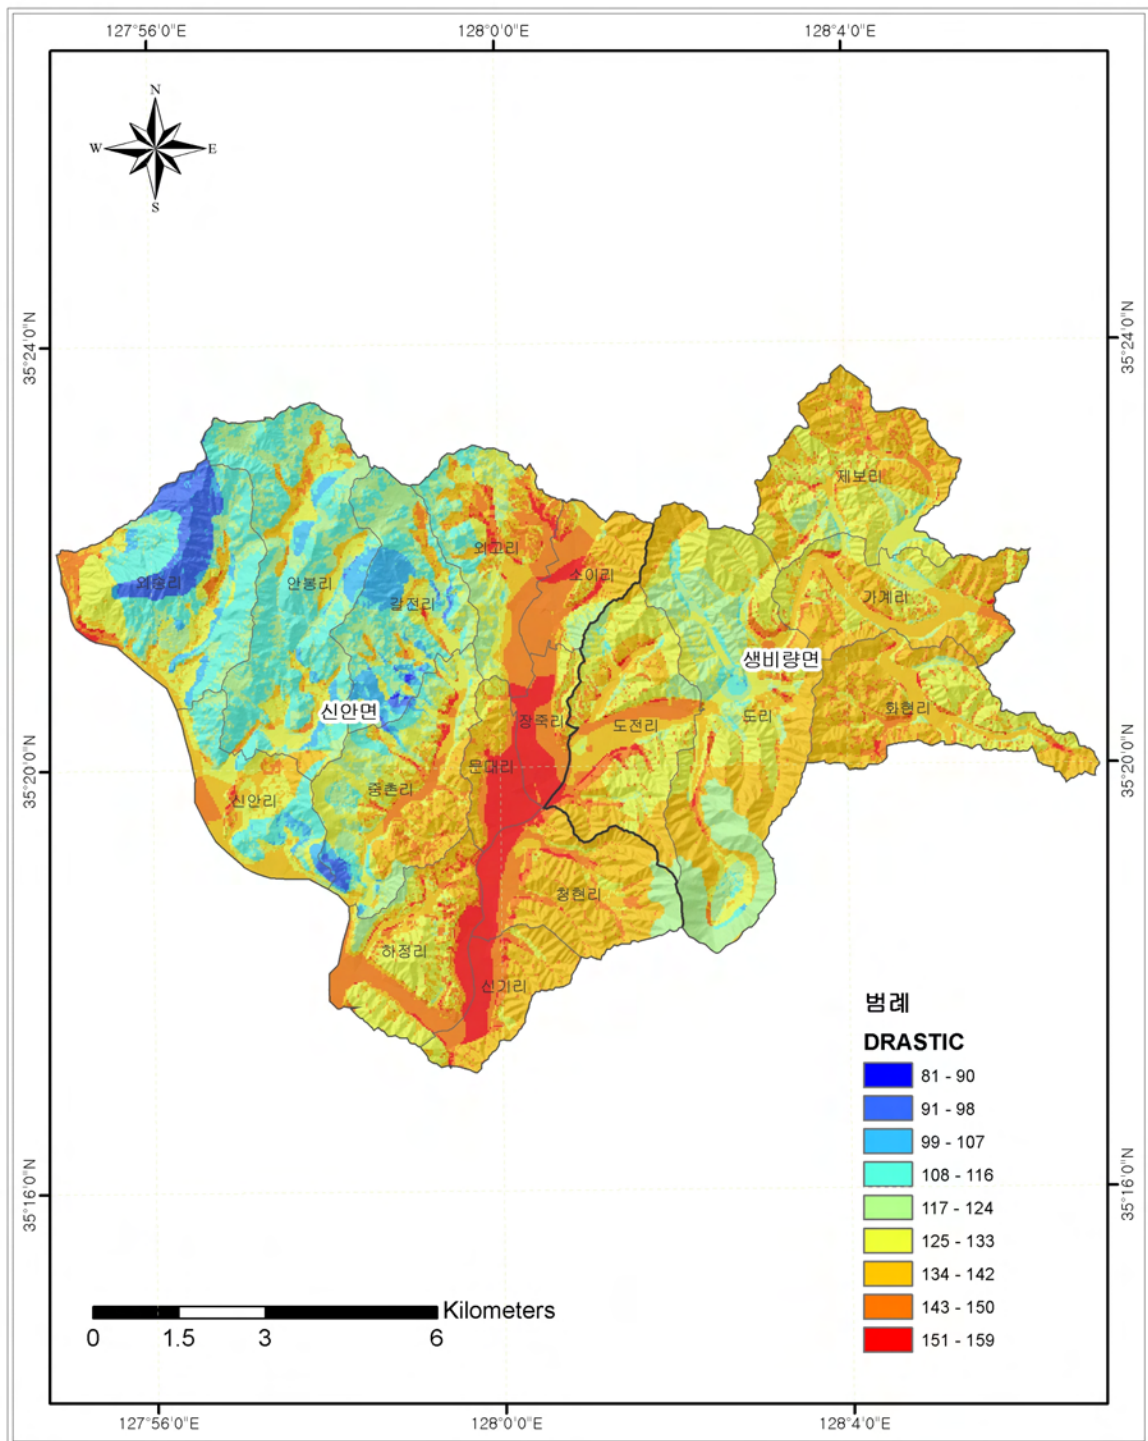 127°56'0"E 128°0'0"E 128°4'0"E
N
W E
S
35°24'0"N 35°24'0"N
제보리
외고리
소이리
외송리 안봉리 갈전리 가계리
생비량면
신안면 장죽리 도전리 도리 화현리
문대리
35°20'0"N 35°20'0"N
신안리 중촌리
청현리
하정리
선기리
범례
DRASTIC
81 - 90
91 - 98
99 - 107
108 - 116
117 - 124
125 - 133
134 - 142
143 - 150
151 - 159
35°16'0"N 35°16'0"N
Kilometers
0 1.5 3 6
127°56'0"E 128°0'0"E 128°4'0"E